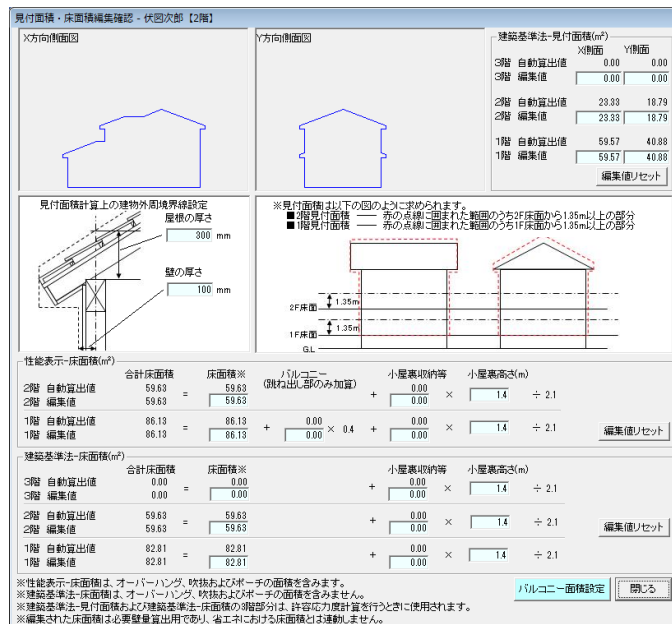 見付面積・床面積編集確認 - 伏図次郎【2階】
X方向側面図
Y方向側面図
建築基準法-見付面積(m²)
X側面 Y側面
3階 自動算出値 0.00 0.00
3階 編集値 0.00 0.00
2階 自動算出値 23.33 18.79
2階 編集値 23.33 18.79
1階 自動算出値 59.57 40.88
1階 編集値 59.57 40.88
編集値リセット
見付面積計算上の建物外周境界線設定
屋根の厚さ
300 mm
壁の厚さ
100 mm
※見付面積は以下の図のように求められます。
■2階見付面積 ── 赤の点線に囲まれた範囲のうち2F床面から1.35m以上の部分
■1階見付面積 ── 赤の点線に囲まれた範囲のうち1F床面から1.35m以上の部分
1.35m
2F床面
1.35m
1F床面
G.L
性能表示-床面積(m²)
合計床面積 床面積※ バルコニー 小屋裏収納等 小屋裏高さ(m)
(跳ね出し部のみ加算)
2階 自動算出値 59.63 59.63 0.00
2階 編集値 59.63 = 59.63 + 0.00 × 1.4 ÷ 2.1
1階 自動算出値 86.13 86.13 0.00 0.00
1階 編集値 86.13 = 86.13 + 0.00 × 0.4 + 0.00 × 1.4 ÷ 2.1
編集値リセット
建築基準法-床面積(m²)
合計床面積 床面積※ 小屋裏収納等 小屋裏高さ(m)
3階 自動算出値 0.00 0.00 0.00
3階 編集値 0.00 = 0.00 + 0.00 × 1.4 ÷ 2.1
2階 自動算出値 59.63 59.63 0.00
2階 編集値 59.63 = 59.63 + 0.00 × 1.4 ÷ 2.1
編集値リセット
1階 自動算出値 82.81 82.81 0.00
1階 編集値 82.81 = 82.81 + 0.00 × 1.4 ÷ 2.1
※性能表示-床面積は、オーバーハング、吹抜およびポーチの面積を含みます。
※建築基準法-床面積は、オーバーハング、吹抜およびポーチの面積を含みません。
※建築基準法-見付面積および建築基準法-床面積の3階部分は、許容応力度計算を行うときに使用されます。
※編集された床面積は必要壁量算出用であり、省エネにおける床面積とは連動しません。
バルコニー面積設定
閉じる